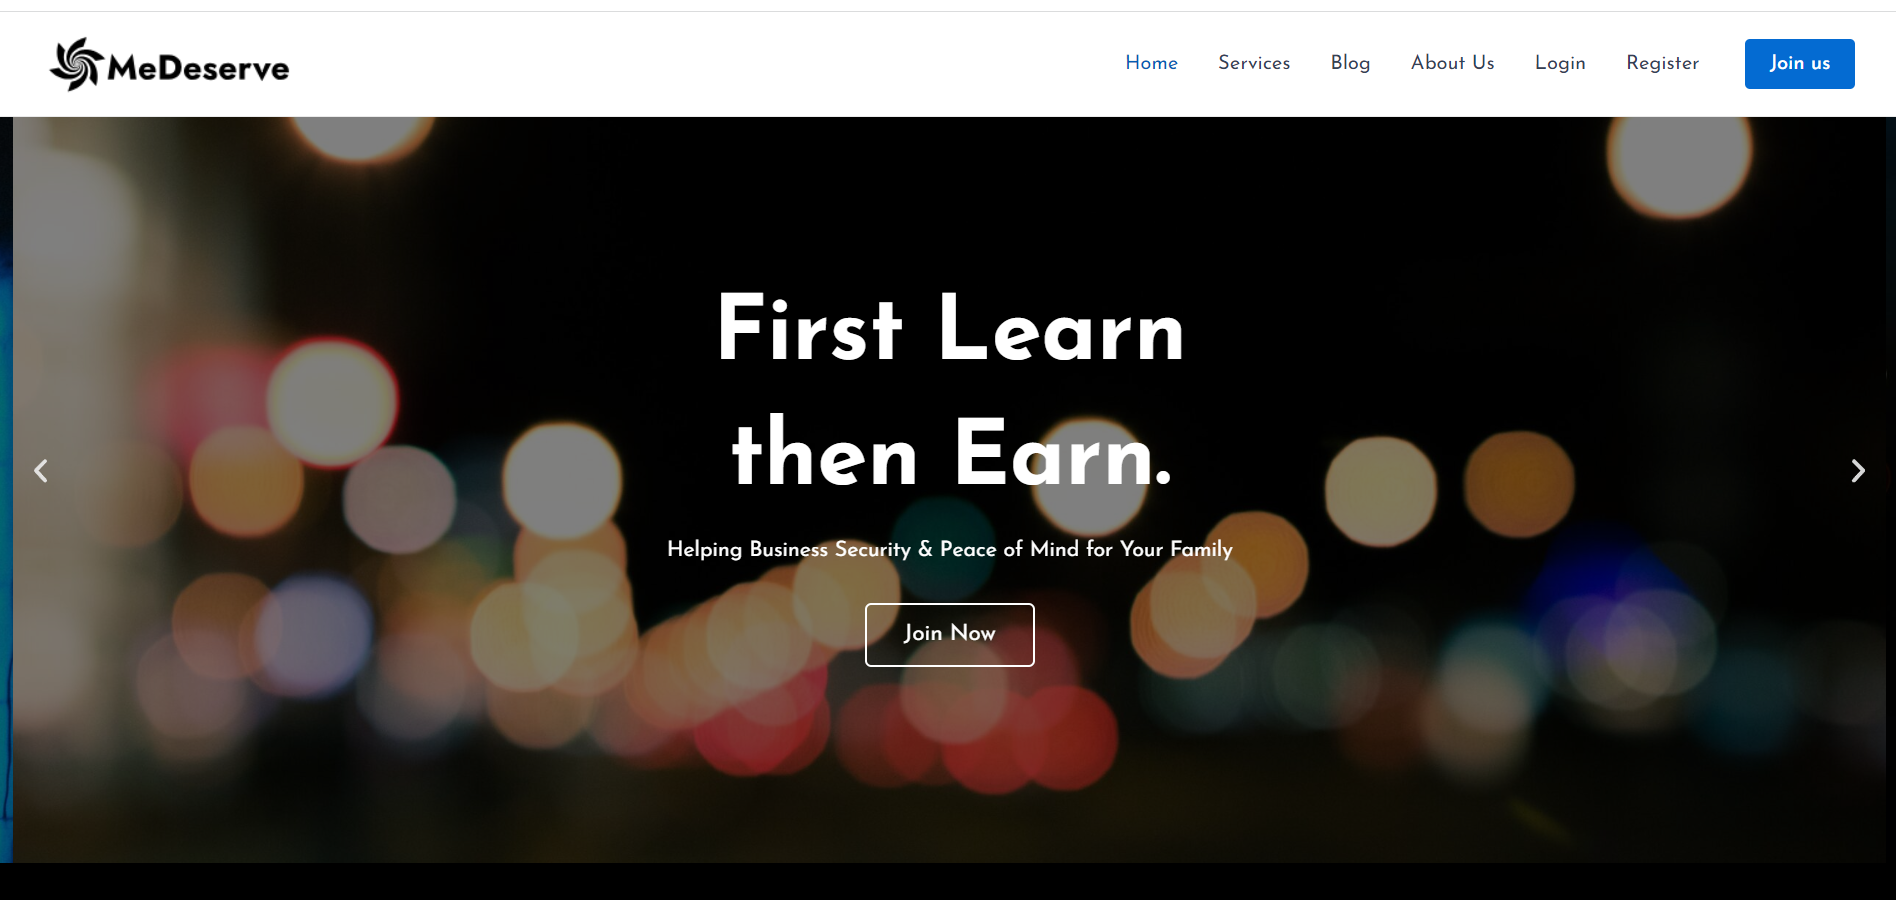 MeDeserve
Home Services Blog About Us Login Register Join us
First Learn
then Earn.
Helping Business Security & Peace of Mind for Your Family
Join Now